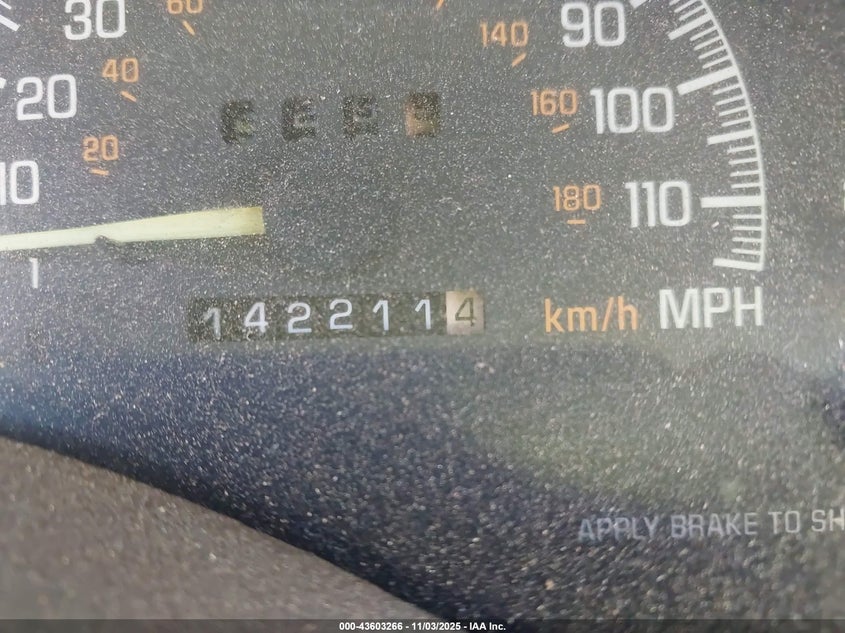 30 60 140 90
20 40 160 100
10 20 180 110
1 1422114 km/h MPH
APPLY BRAKE TO SH
000-43603266 - 11/03/2025 - IAA Inc.